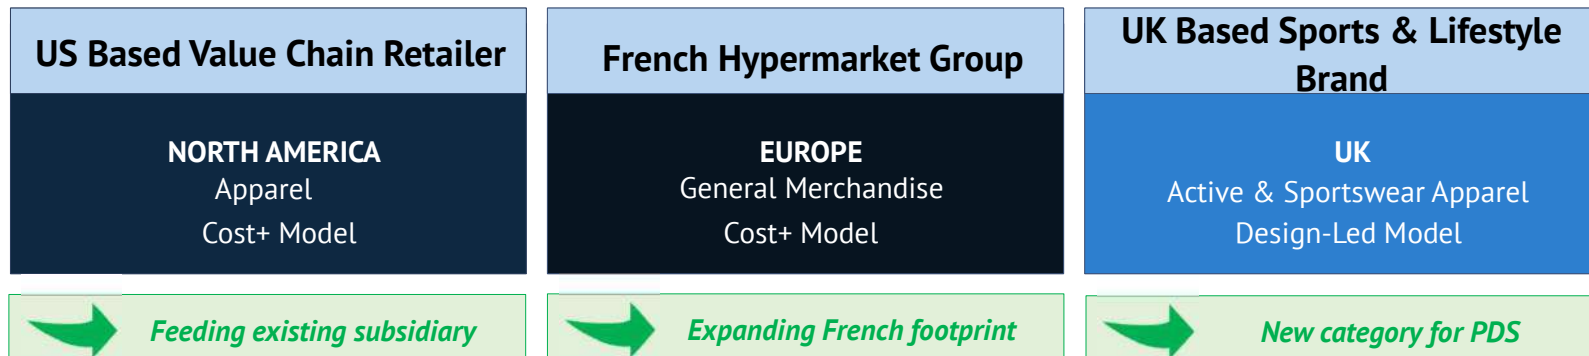 US Based Value Chain Retailer
NORTH AMERICA
Apparel
Cost+ Model
Feeding existing subsidiary
French Hypermarket Group
EUROPE
General Merchandise
Cost+ Model
Expanding French footprint
UK Based Sports & Lifestyle
Brand
UK
Active & Sportswear Apparel
Design-Led Model
New category for PDS